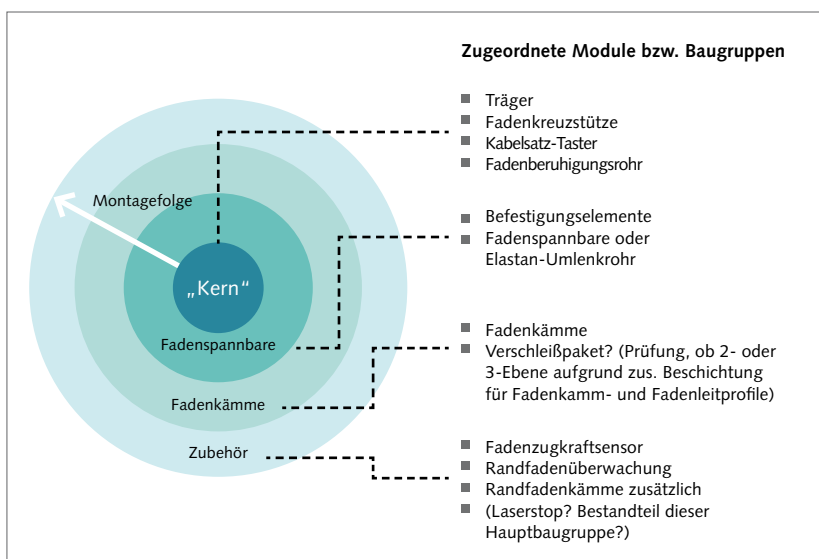 Zugeordnete Module bzw. Baugruppen
Träger
Fadenkreuzstütze
Kabelsatz-Taster
Fadenberuhigungsrohr
Montagefolge
Befestigungselemente
Fadenspannbare oder
Elastan-Umlenkrohr
„Kern“
Fadenspannbare
Fadenkämme
Verschleißpaket? (Prüfung, ob 2- oder
3-Ebene aufgrund zus. Beschichtung
für Fadenkamm- und Fadenleitprofile)
Fadenkämme
Zubehör
Fadenzugkraftsensor
Randfadenüberwachung
Randfadenkämme zusätzlich
(Laserstop? Bestandteil dieser
Hauptbaugruppe?)